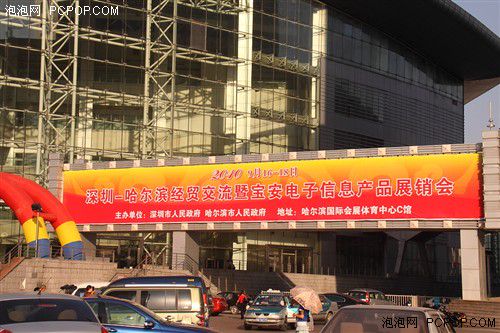 泡泡网 PCPOP.COM
2010 9月16-18日
深圳-哈尔滨经贸交流暨宝安电子信息产品展销会
主办单位：深圳市人民政府 哈尔滨市人民政府 地址：哈尔滨国际会展体育中心C馆
泡泡网 PCPOP.COM